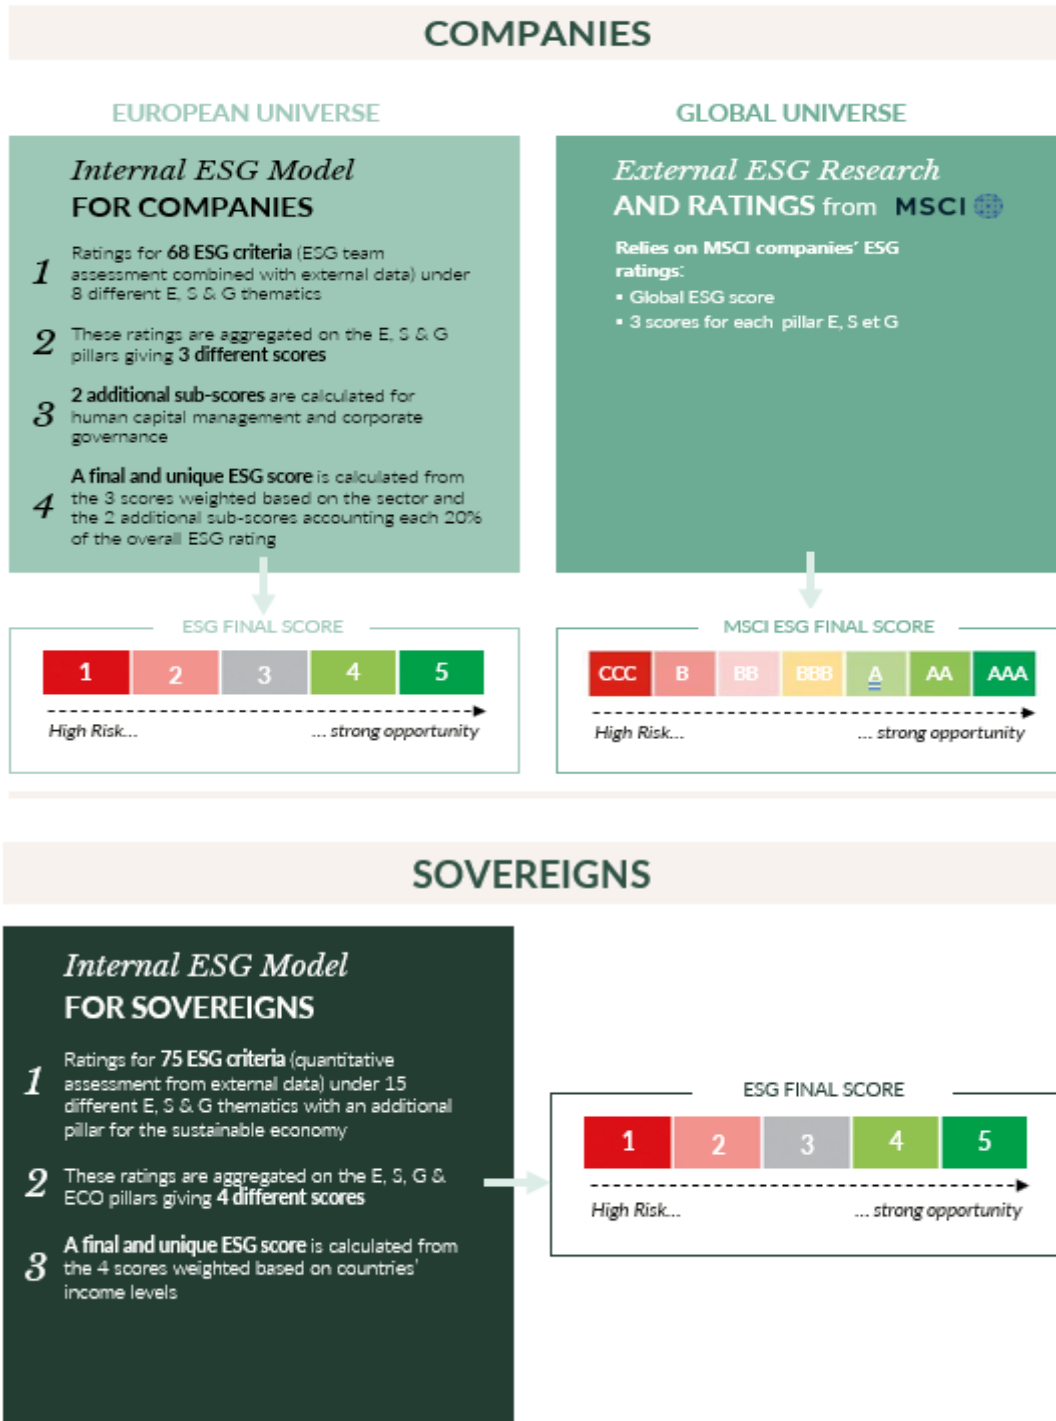 COMPANIES
EUROPEAN UNIVERSE
Internal ESG Model
FOR COMPANIES
1
Ratings for 68 ESG criteria (ESG team
assessment combined with external data) under
8 different E, S & G thematics
2
These ratings are aggregated on the E, S & G
pillars giving 3 different scores
3
2 additional sub-scores are calculated for
human capital management and corporate
governance
4
A final and unique ESG score is calculated from
the 3 scores weighted based on the sector and
the 2 additional sub-scores accounting each 20%
of the overall ESG rating
ESG FINAL SCORE
1 2 3 4 5
High Risk... ... strong opportunity
GLOBAL UNIVERSE
External ESG Research
AND RATINGS from MSCI
Relies on MSCI companies' ESG
ratings:
▪ Global ESG score
▪ 3 scores for each pillar E, S et G
MSCI ESG FINAL SCORE
CCC B BB BBB A AA AAA
High Risk... ... strong opportunity
SOVEREIGNS
Internal ESG Model
FOR SOVEREIGNS
1
Ratings for 75 ESG criteria (quantitative
assessment from external data) under 15
different E, S & G thematics with an additional
pillar for the sustainable economy
2
These ratings are aggregated on the E, S, G &
ECO pillars giving 4 different scores
3
A final and unique ESG score is calculated from
the 4 scores weighted based on countries'
income levels
ESG FINAL SCORE
1 2 3 4 5
High Risk... ... strong opportunity